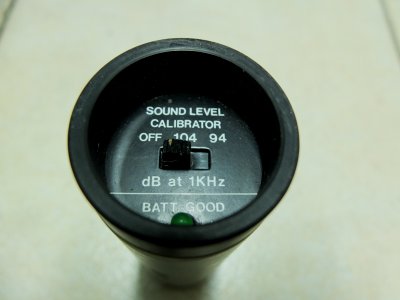 SOUND LEVEL
CALIBRATOR
OFF 104 94
dB at 1KHz
BATT. GOOD